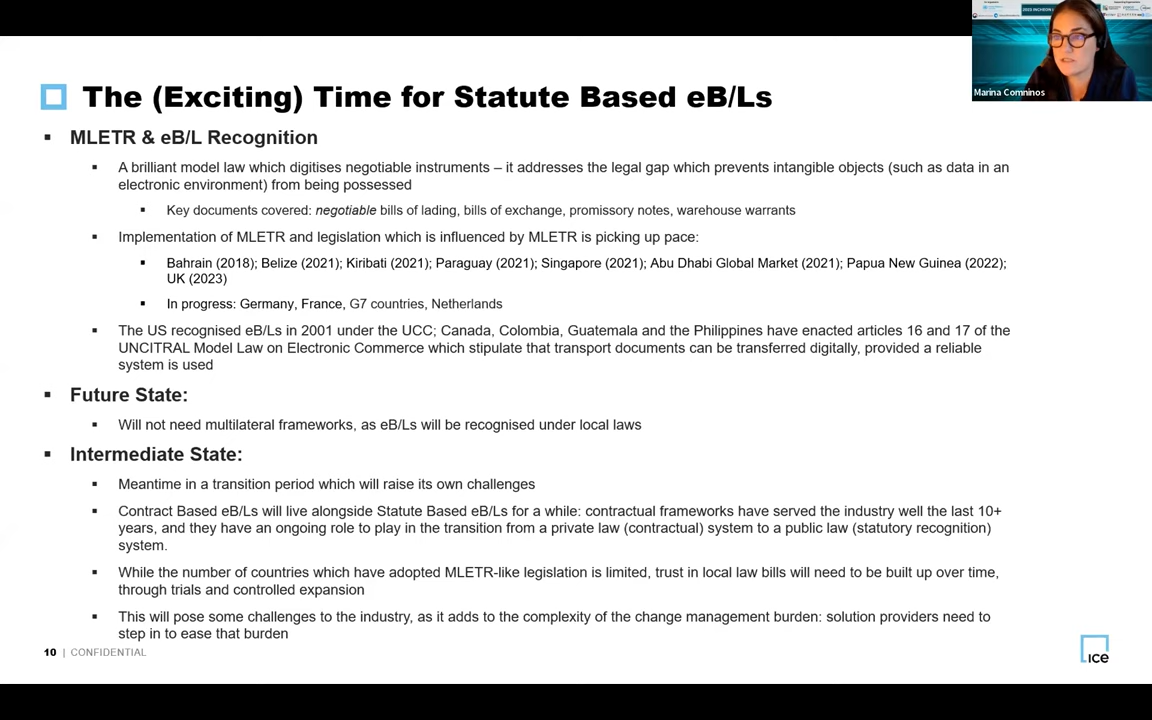 The (Exciting) Time for Statute Based eB/Ls
Marina Comninos
▪ MLETR & eB/L Recognition
▪ A brilliant model law which digitises negotiable instruments – it addresses the legal gap which prevents intangible objects (such as data in an
electronic environment) from being possessed
▪ Key documents covered: negotiable bills of lading, bills of exchange, promissory notes, warehouse warrants
▪ Implementation of MLETR and legislation which is influenced by MLETR is picking up pace:
▪ Bahrain (2018); Belize (2021); Kiribati (2021); Paraguay (2021); Singapore (2021); Abu Dhabi Global Market (2021); Papua New Guinea (2022);
UK (2023)
▪ In progress: Germany, France, G7 countries, Netherlands
▪ The US recognised eB/Ls in 2001 under the UCC; Canada, Colombia, Guatemala and the Philippines have enacted articles 16 and 17 of the
UNCITRAL Model Law on Electronic Commerce which stipulate that transport documents can be transferred digitally, provided a reliable
system is used
▪ Future State:
▪ Will not need multilateral frameworks, as eB/Ls will be recognised under local laws
▪ Intermediate State:
▪ Meantime in a transition period which will raise its own challenges
▪ Contract Based eB/Ls will live alongside Statute Based eB/Ls for a while: contractual frameworks have served the industry well the last 10+
years, and they have an ongoing role to play in the transition from a private law (contractual) system to a public law (statutory recognition)
system.
▪ While the number of countries which have adopted MLETR-like legislation is limited, trust in local law bills will need to be built up over time,
through trials and controlled expansion
▪ This will pose some challenges to the industry, as it adds to the complexity of the change management burden: solution providers need to
step in to ease that burden
10 | CONFIDENTIAL
ice